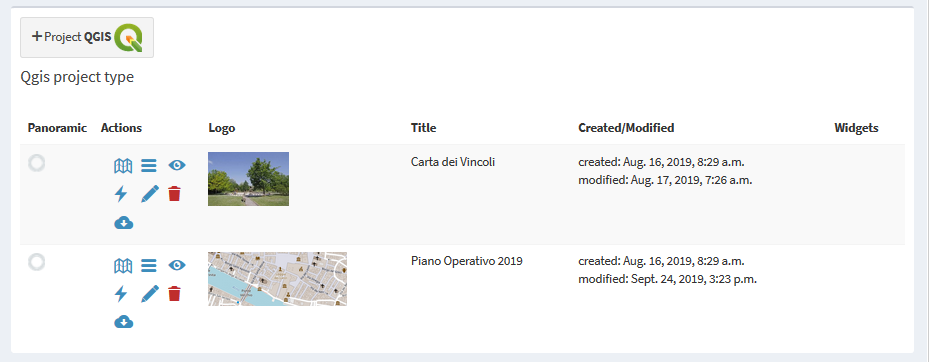 +Project QGIS
Qgis project type
Panoramic Actions Logo Title Created/Modified Widgets
Carta dei Vincoli created: Aug. 16, 2019, 8:29 a.m.
modified: Aug. 17, 2019, 7:26 a.m.
Piano Operativo 2019 created: Aug. 16, 2019, 8:29 a.m.
modified: Sept. 24, 2019, 3:23 p.m.